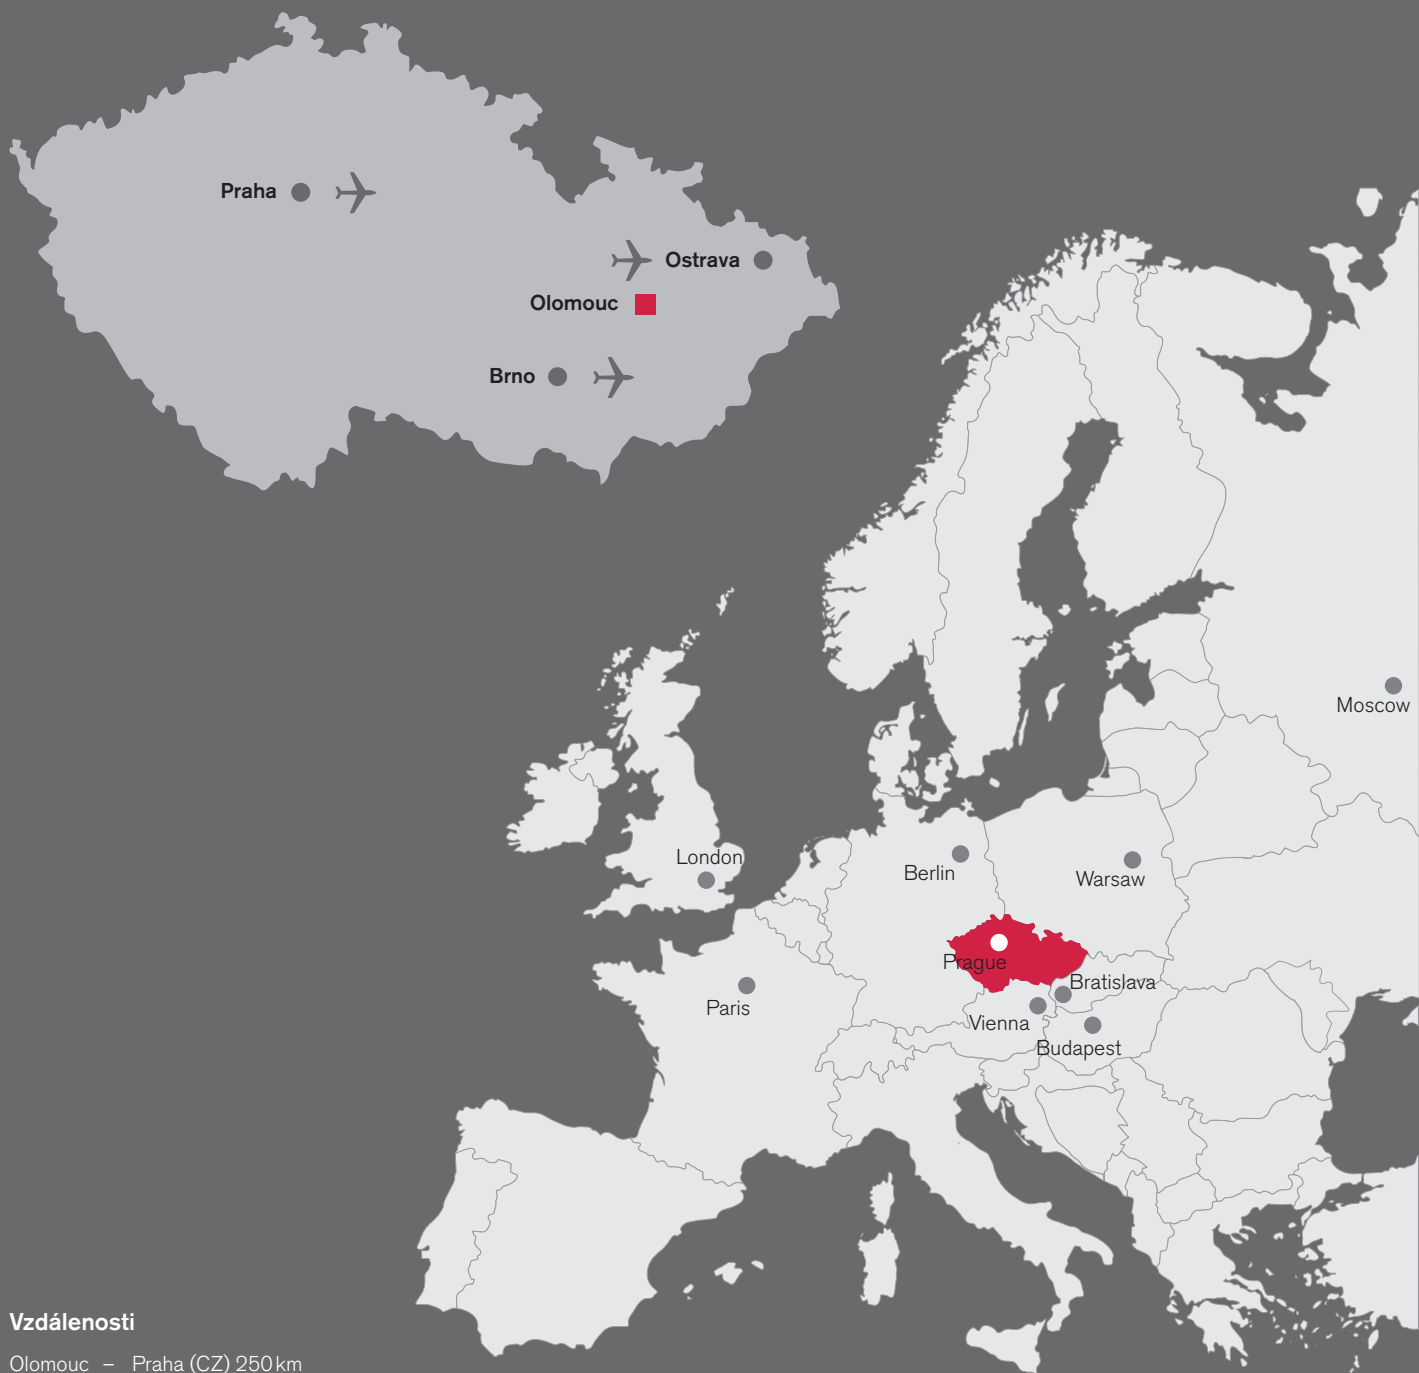 Praha
Ostrava
Olomouc
Brno
Moscow
London
Berlin
Warsaw
Prague
Bratislava
Paris
Vienna
Budapest
Vzdálenosti
Olomouc – Praha (CZ) 250 km